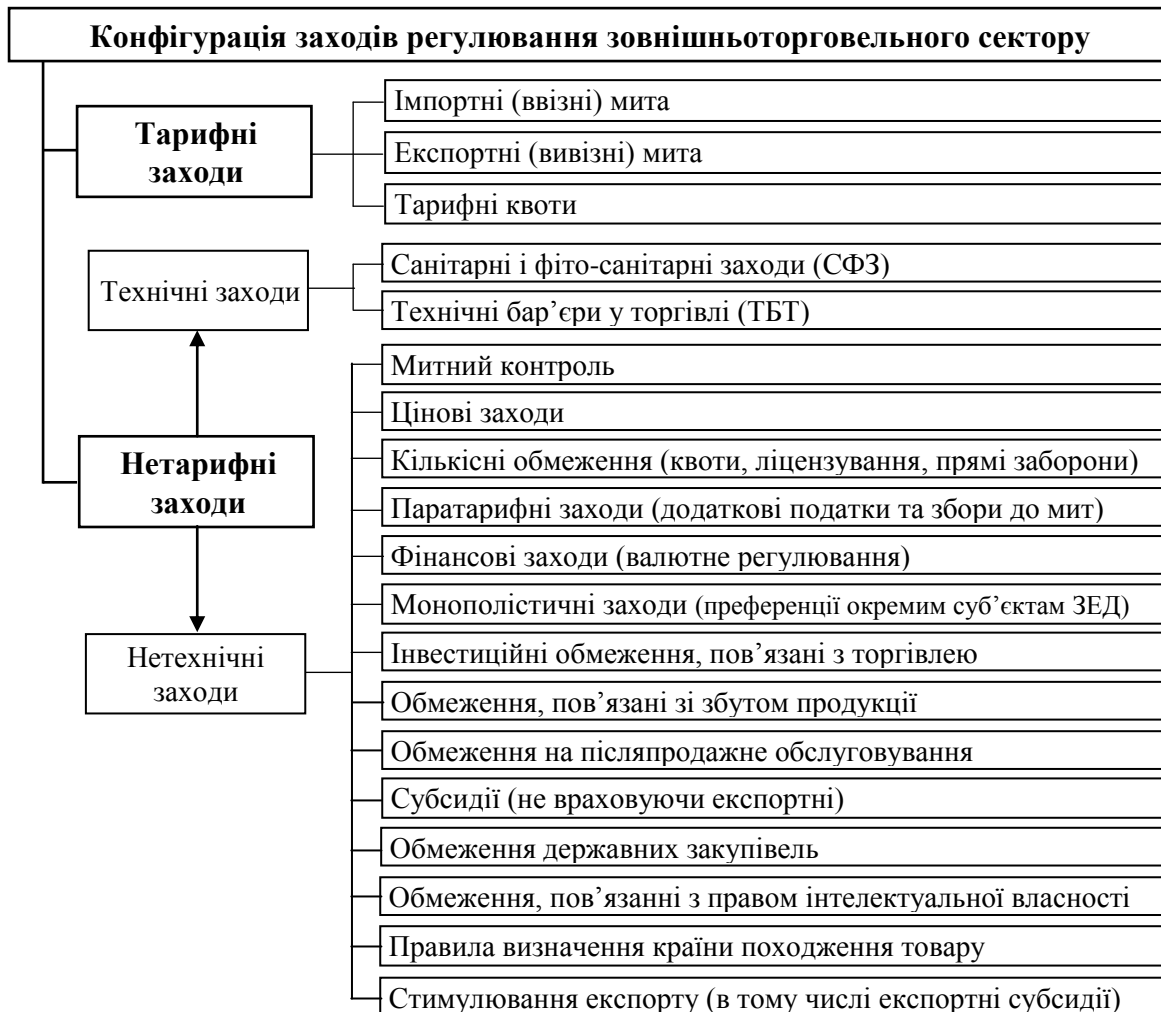 Конфігурація заходів регулювання зовнішньоторговельного сектору
Тарифні
заходи
Імпортні (ввізні) мита
Експортні (вивізні) мита
Тарифні квоти
Технічні заходи
Санітарні і фіто-санітарні заходи (СФЗ)
Технічні бар’єри у торгівлі (ТБТ)
Нетарифні
заходи
Нетехнічні
заходи
Митний контроль
Цінові заходи
Кількісні обмеження (квоти, ліцензування, прямі заборони)
Паратарифні заходи (додаткові податки та збори до мит)
Фінансові заходи (валютне регулювання)
Монополістичні заходи (преференції окремим суб’єктам ЗЕД)
Інвестиційні обмеження, пов’язані з торгівлею
Обмеження, пов’язані зі збутом продукції
Обмеження на післяпродажне обслуговування
Субсидії (не враховуючи експортні)
Обмеження державних закупівель
Обмеження, пов’язанні з правом інтелектуальної власності
Правила визначення країни походження товару
Стимулювання експорту (в тому числі експортні субсидії)